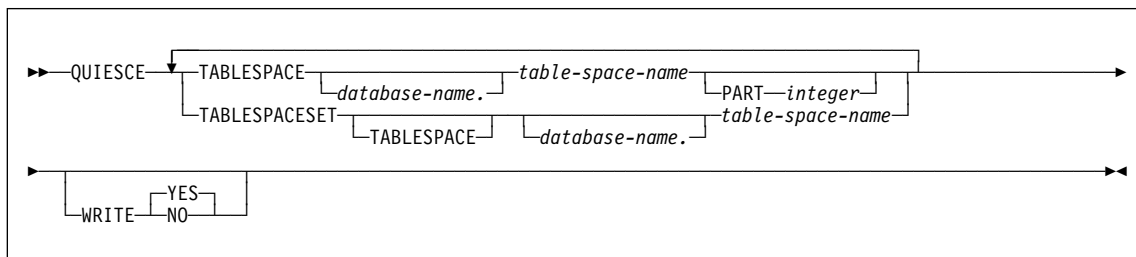 QUIESCE TABLESPACE database-name. table-space-name PART integer
TABLESPACESET TABLESPACE database-name. table-space-name
WRITE YES NO